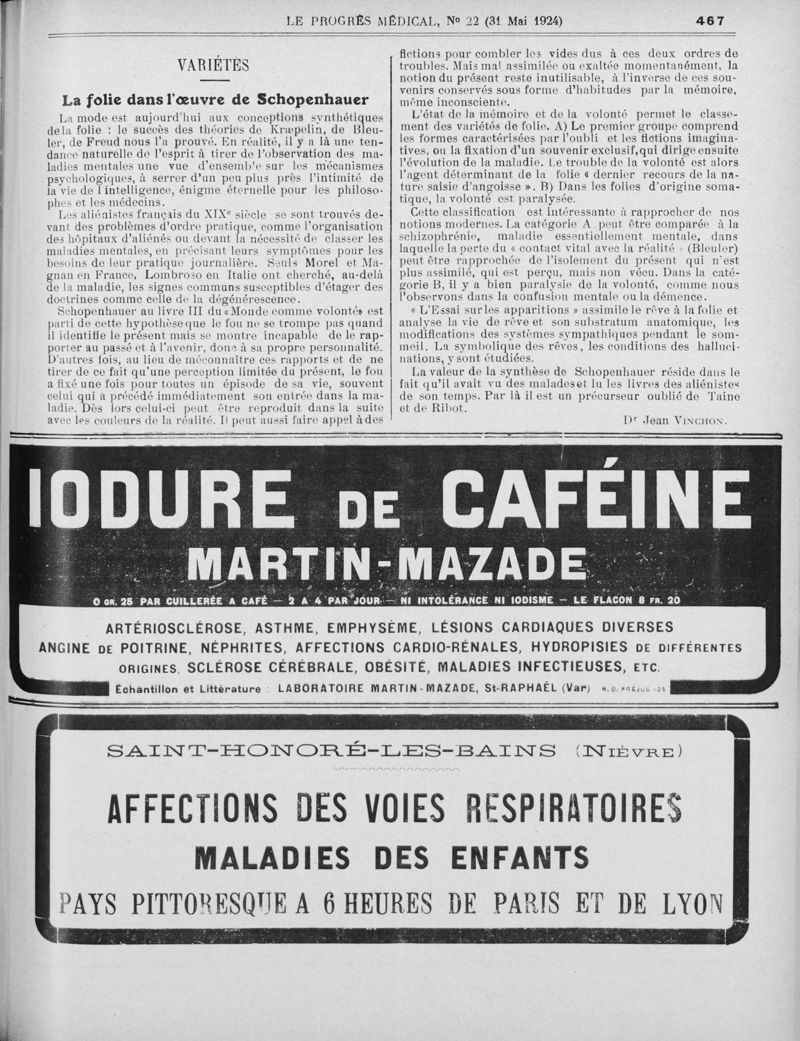 LE PROGRÈS MÉDICAL, No 22 (31 Mai 1924) 467
VARIÉTÉS
La folie dans l'œuvre de Schopenhauer
La mode est aujourd'hui aux conceptions synthétiques
de la folie : le succès des théories de Kræpelin, de Bleu-
ler, de Freud nous l'a prouvé. En réalité, il y a là une ten-
dance naturelle de l'esprit à tirer de l'observation des ma-
ladies mentales une vue d'ensemb'e sur les mécanismes
psychologiques, à serrer d'un peu plus près l'intimité de
la vie de l intelligence, énigme éternelle pour les philoso-
phes et les médecins.
Les aliénistes français du XIXe siècle se sont trouvés de-
vant des problèmes d'ordre pratique, comme l'organisation
des hôpitaux d'aliénés ou devant la nécessité de classer les
maladies mentales, en précisant leurs symptômes pour les
besoins de leur pratique journalière. Seuls Morel et Ma-
gnan en France, Lombroso en Italie ont cherché, au-delà
de la maladie, les signes communs susceptibles d'étager des
doctrines comme celle de la dégénérescence.
Schopenhauer au livre III du «Monde comme volonté» est
parti de cette hypothèse que le fou ne se trompe pas quand
il identifie le présent mais se montre incapable de le rap-
porter au passé et à l'avenir, donc à sa propre personnalité.
D'autres fois, au lieu de méconnaître ces rapports et de ne
tirer de ce fait qu'une perception limitée du présent, le fou
a fixé une fois pour toutes un épisode de sa vie, souvent
celui qui a précédé immédiatement son entrée dans la ma-
ladie. Dès lors celui-ci peut être reproduit dans la suite
avec les couleurs de la réalité. Il peut aussi faire appel à des
fictions pour combler les vides dus à ces deux ordres de
troubles. Mais mal assimilée ou exaltée momentanément, la
notion du présent reste inutilisable, à l'inverse de ces sou-
venirs conservés sous forme d'habitudes par la mémoire,
même inconsciente.
L'état de la mémoire et de la volonté permet le classe-
ment des variétés de folie. A) Le premier groupe comprend
les formes caractérisées par l'oubli et les fictions imagina-
tives, ou la fixation d'un souvenir exclusif, qui dirige ensuite
l'évolution de la maladie. Le trouble de la volonté est alors
l'agent déterminant de la folie « dernier recours de la na-
ture saisie d'angoisse ». B) Dans les folies d'origine soma-
tique, la volonté est paralysée.
Cette classification est intéressante à rapprocher de nos
notions modernes. La catégorie A peut être comparée à la
schizophrénie, maladie essentiellement mentale, dans
laquelle la perte du « contact vital avec la réalité » (Bleuler)
peut être rapprochée de l'isolement du présent qui n'est
plus assimilé, qui est perçu, mais non vécu. Dans la caté-
gorie B, il y a bien paralysie de la volonté, comme nous
l'observons dans la confusion mentale ou la démence.
« L'Essai sur les apparitions » assimile le rêve à la folie et
analyse la vie de rêve et son substratum anatomique, les
modifications des systèmes sympathiques pendant le som-
meil. La symbolique des rêves, les conditions des halluci-
nations, y sont étudiées.
La valeur de la synthèse de Schopenhauer réside dans le
fait qu'il avait vu des malades et lu les livres des aliénistes
de son temps. Par là il est un précurseur oublié de Taine
et de Ribot.
Dr Jean VINCHON.
IODURE DE CAFÉINE
MARTIN-MAZADE
0 GR. 25 PAR CUILLERÉE A CAFÉ — 2 A 4 PAR JOUR — NI INTOLÉRANCE NI IODISME — LE FLACON 8 FR. 20
ARTÉRIOSCLÉROSE, ASTHME, EMPHYSÈME, LÉSIONS CARDIAQUES DIVERSES
ANGINE DE POITRINE, NÉPHRITES, AFFECTIONS CARDIO-RÉNALES, HYDROPISIES DE DIFFÉRENTES
ORIGINES, SCLÉROSE CÉRÉBRALE, OBÉSITÉ, MALADIES INFECTIEUSES, ETC.
Échantillon et Littérature : LABORATOIRE MARTIN-MAZADE, St-RAPHAËL (Var)
SAINT-HONORÉ-LES-BAINS (NIÈVRE)
AFFECTIONS DES VOIES RESPIRATOIRES
MALADIES DES ENFANTS
PAYS PITTORESQUE A 6 HEURES DE PARIS ET DE LYON